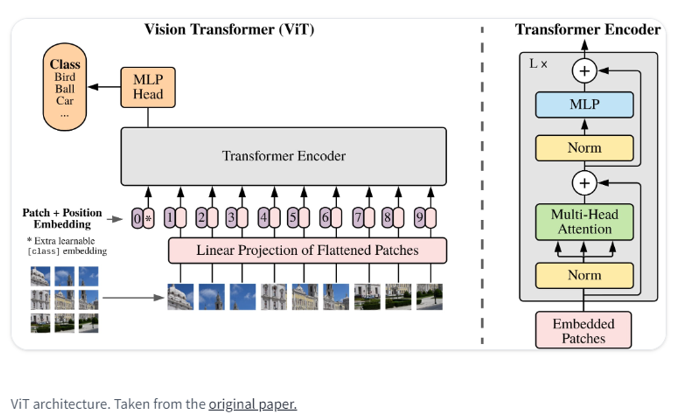 Vision Transformer (ViT)
Class
Bird
Ball
Car
...
MLP
Head
Transformer Encoder
Patch + Position
Embedding
* Extra learnable
[class] embedding
0 * 1 2 3 4 5 6 7 8 9
Linear Projection of Flattened Patches
Transformer Encoder
L x
+
MLP
Norm
+
Multi-Head
Attention
Norm
Embedded
Patches
ViT architecture. Taken from the original paper.